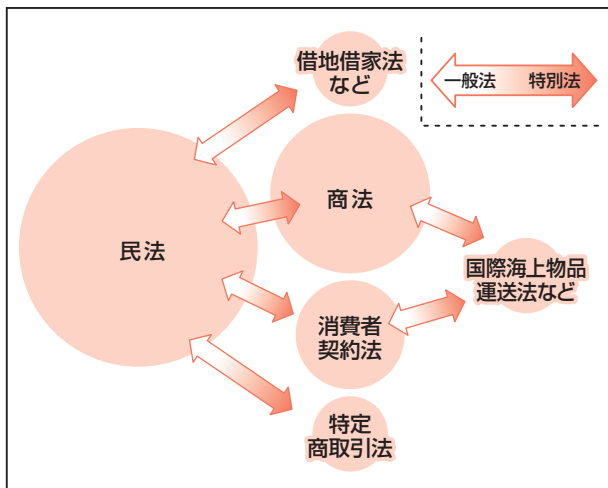 借地借家法
など
一般法
特別法
商法
民法
国際海上物品
運送法など
消費者
契約法
特定
商取引法